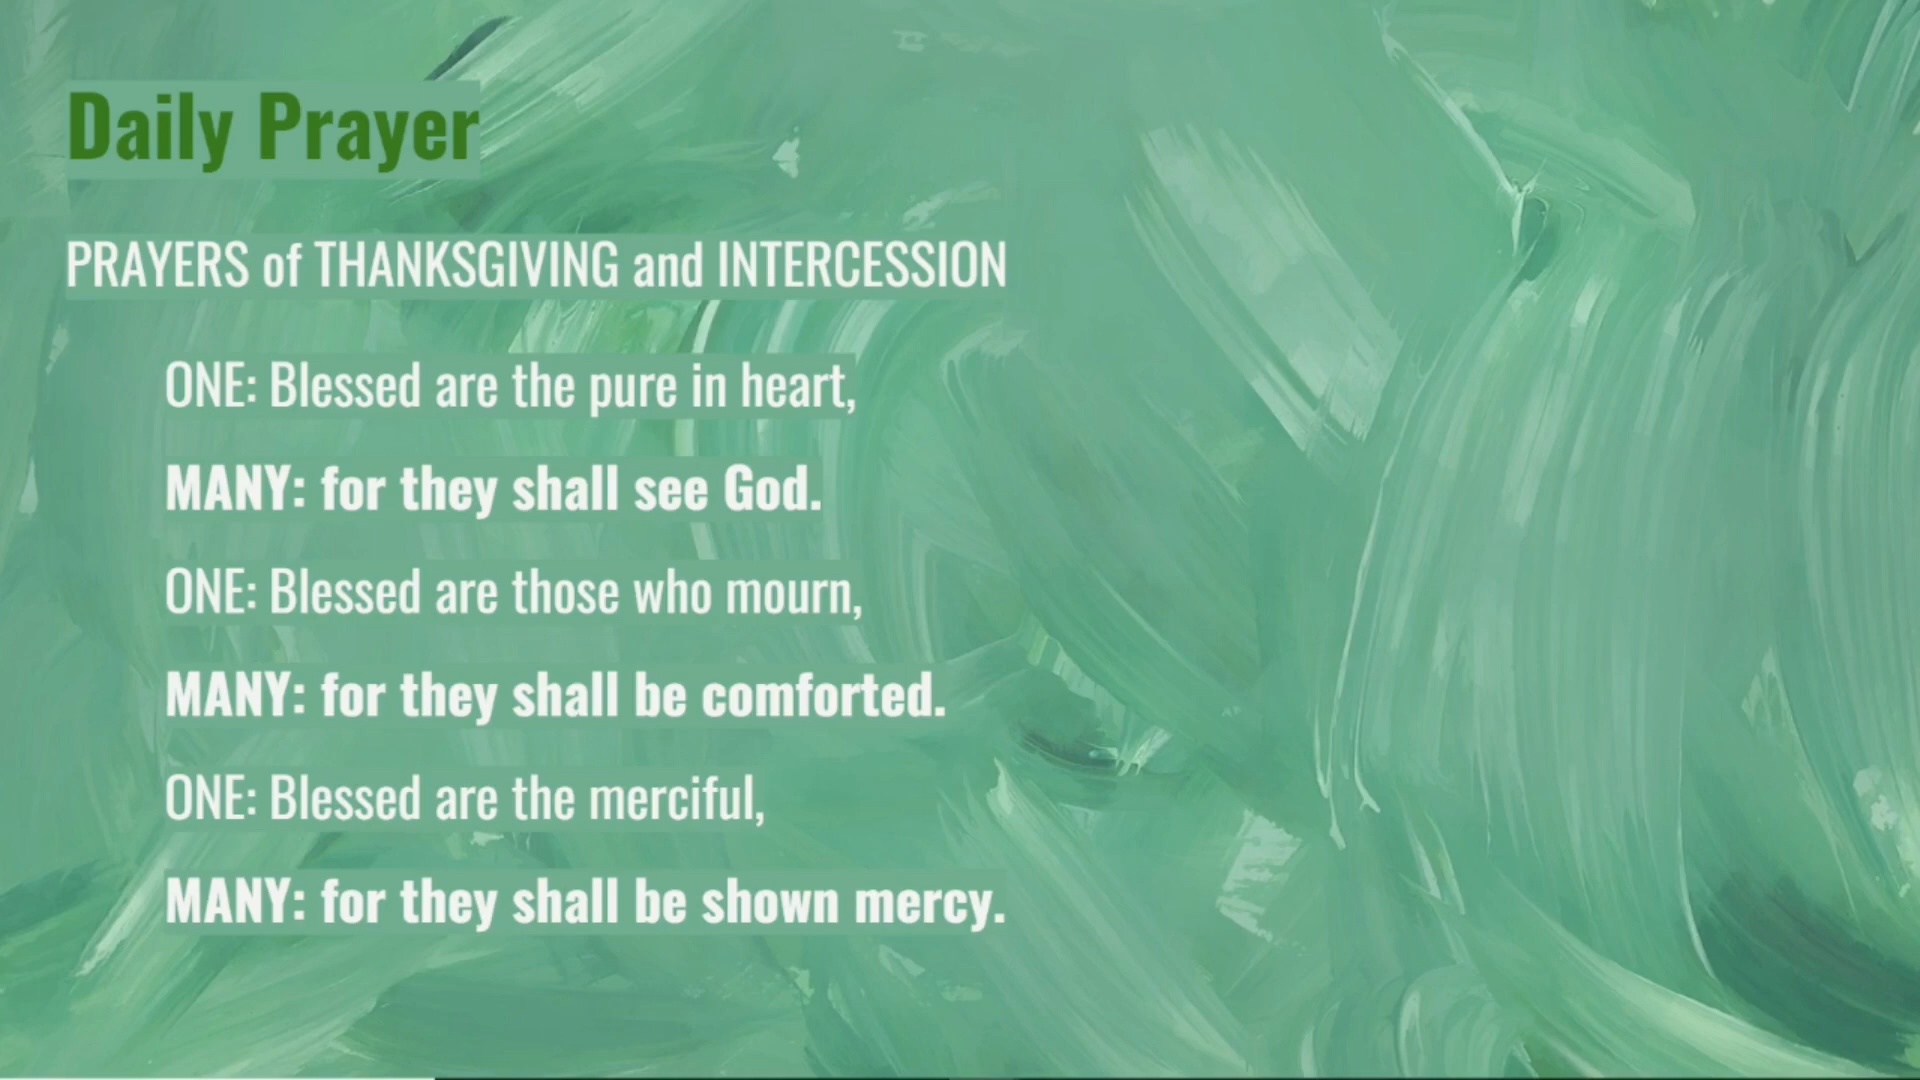 Daily Prayer
PRAYERS of THANKSGIVING and INTERCESSION
ONE: Blessed are the pure in heart,
MANY: for they shall see God.
ONE: Blessed are those who mourn,
MANY: for they shall be comforted.
ONE: Blessed are the merciful,
MANY: for they shall be shown mercy.